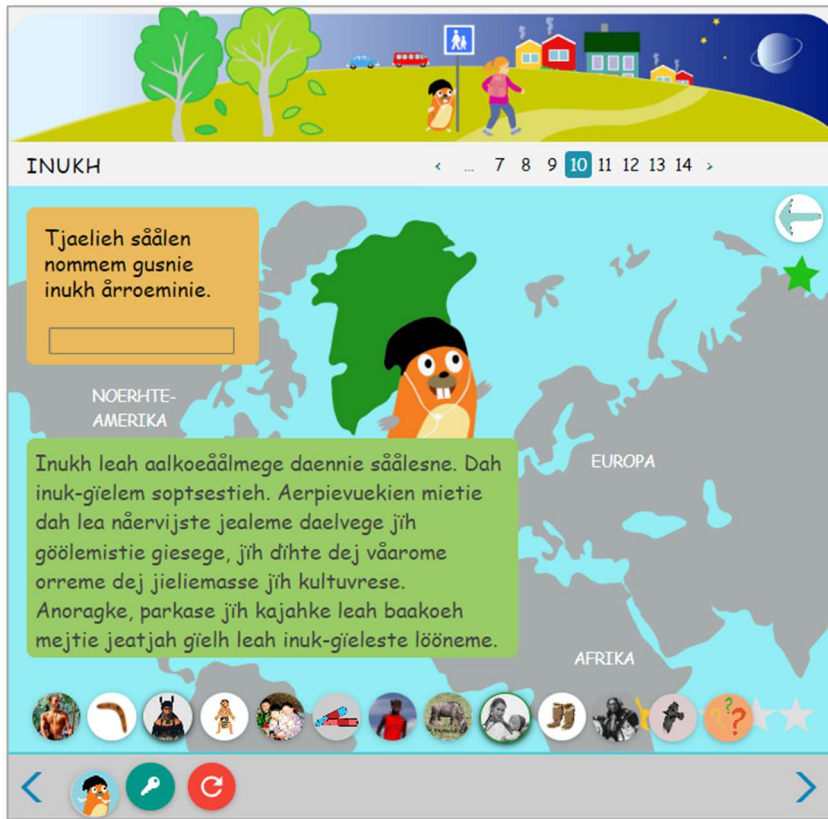 INUKH
‹ ... 7 8 9 10 11 12 13 14 ›
Tjaelieh såålen
nommem gusnie
inukh årroeminie.
NOERHTE-
AMERIKA
EUROPA
Inukh leah aalkoeåålmege daennie såålesne. Dah
inuk-gïelem soptsestieh. Aerpievuekien mietie
dah lea nåervijste jealeme daelvege jïh
göölemistie giesege, jïh dïhte dej våarome
orreme dej jieliemasse jïh kultuvrese.
Anoragke, parkase jïh kajahke leah baakoeh
mejtie jeatjah gïelh leah inuk-gïeleste lööneme.
AFRIKA
???